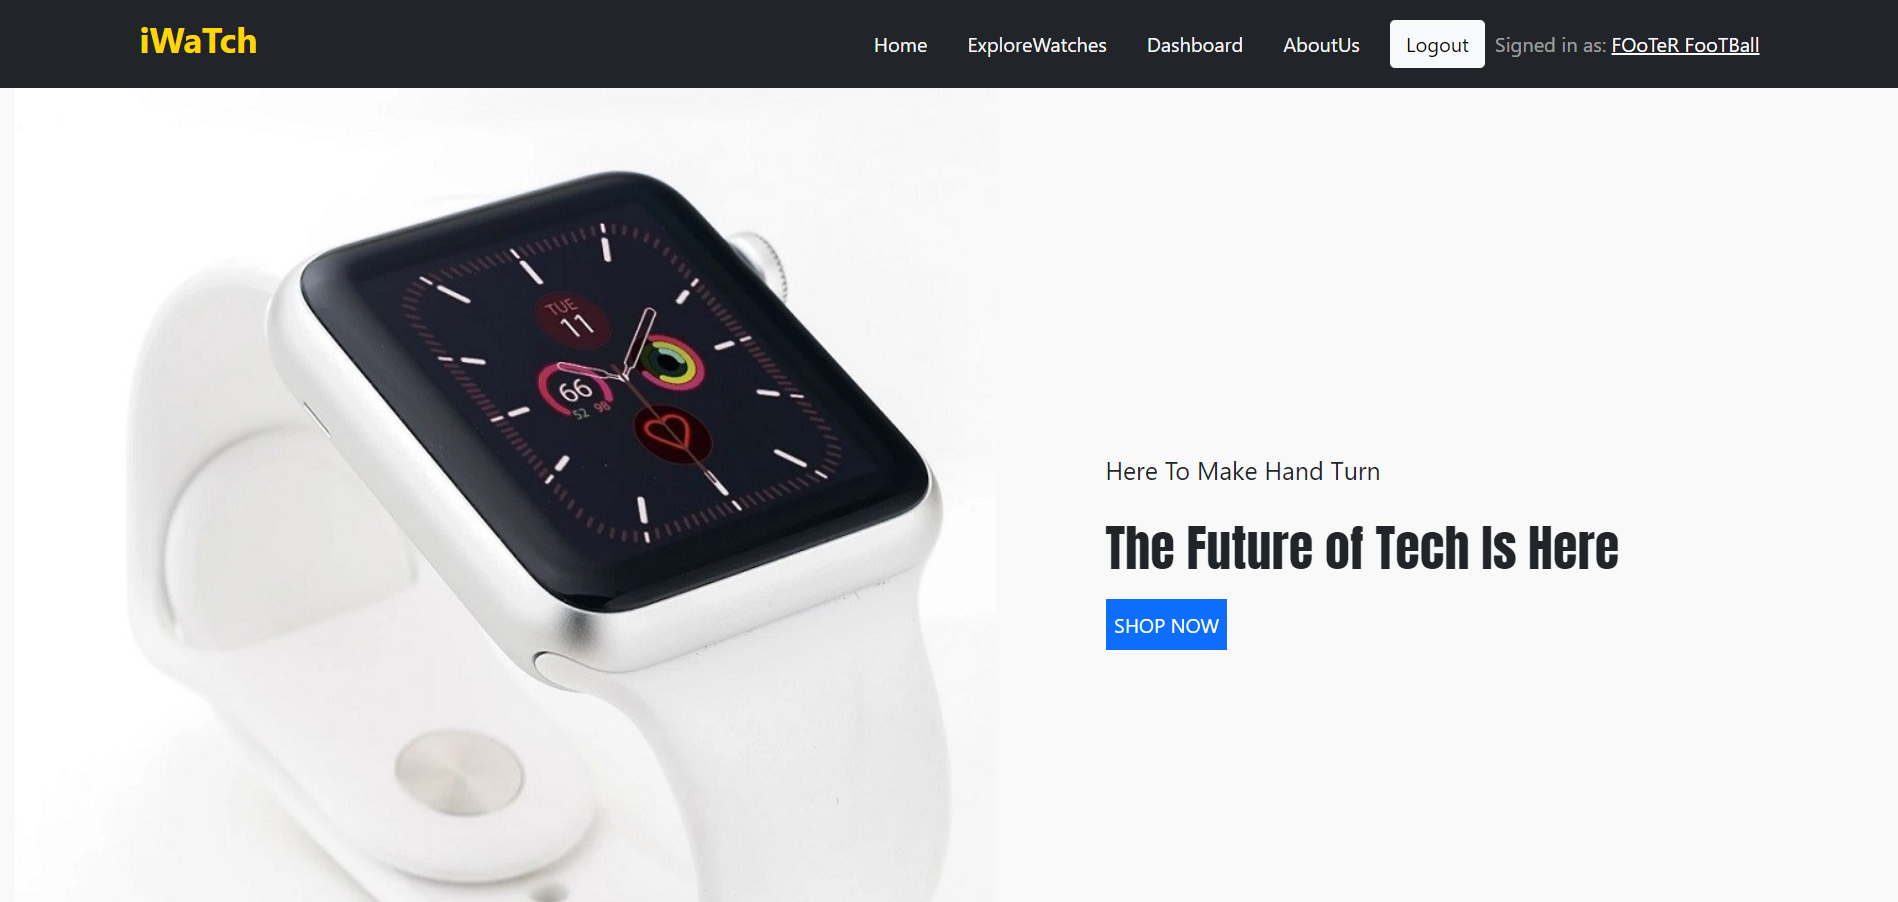 iWaTch
Home ExploreWatches Dashboard AboutUs Logout Signed in as: FOoTeR FooTBall
TUE
11
66
52 98
Here To Make Hand Turn
The Future of Tech Is Here
SHOP NOW